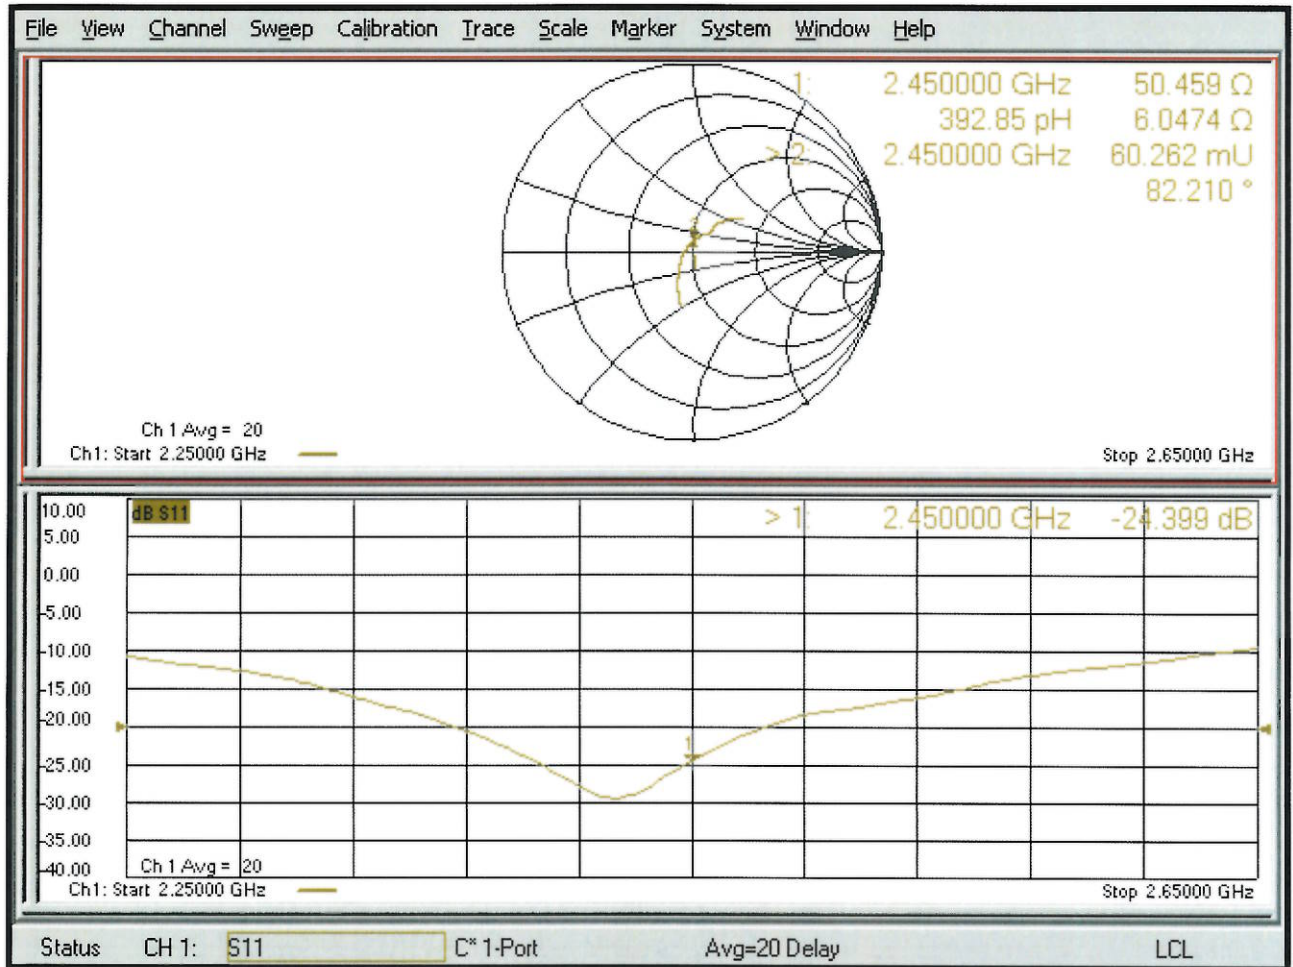 File View Channel Sweep Calibration Trace Scale Marker System Window Help
1: 2.450000 GHz 50.459 Ω
392.85 pH 6.0474 Ω
> 2: 2.450000 GHz 60.262 mU
82.210 °
Ch 1 Avg = 20
Ch1: Start 2.25000 GHz Stop 2.65000 GHz
10.00 dB S11 > 1: 2.450000 GHz -24.399 dB
5.00
0.00
-5.00
-10.00
-15.00
-20.00
1
-25.00
-30.00
-35.00
-40.00 Ch 1 Avg = 20
Ch1: Start 2.25000 GHz Stop 2.65000 GHz
Status CH 1: S11 C* 1-Port Avg=20 Delay LCL